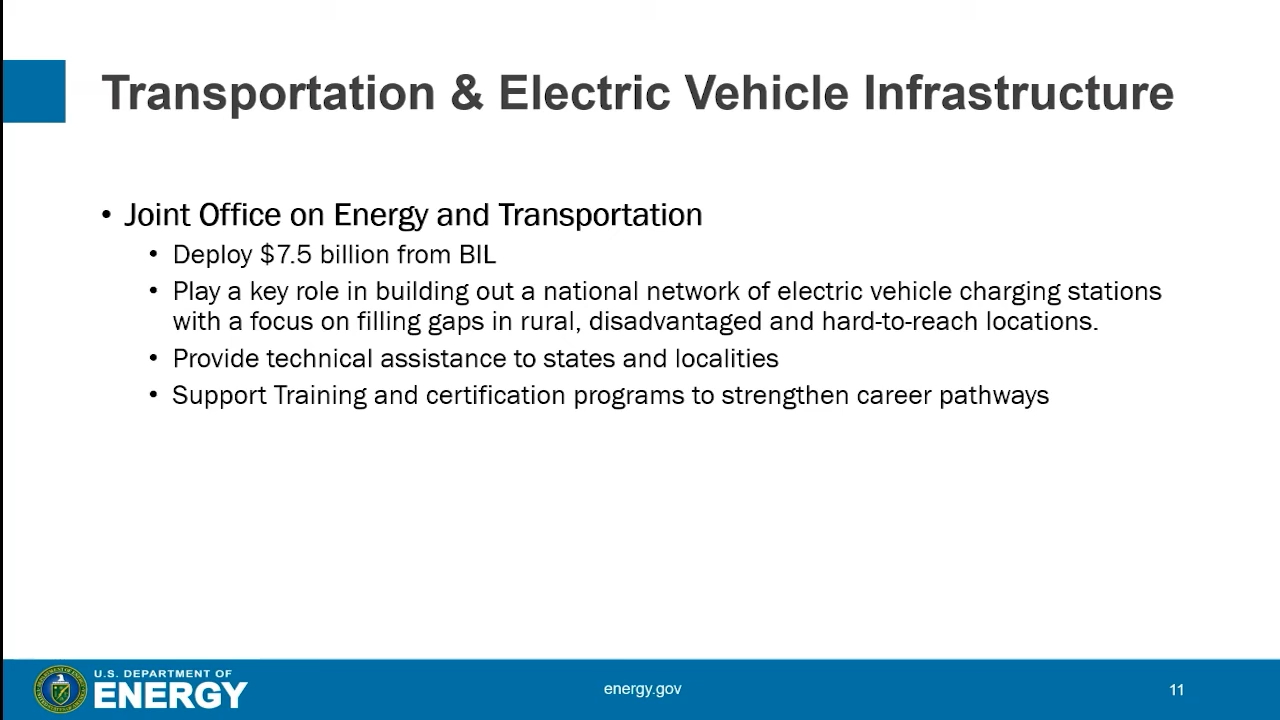 Transportation & Electric Vehicle Infrastructure
• Joint Office on Energy and Transportation
• Deploy $7.5 billion from BIL
• Play a key role in building out a national network of electric vehicle charging stations
with a focus on filling gaps in rural, disadvantaged and hard-to-reach locations.
• Provide technical assistance to states and localities
• Support Training and certification programs to strengthen career pathways
U.S. DEPARTMENT OF
ENERGY
energy.gov
11